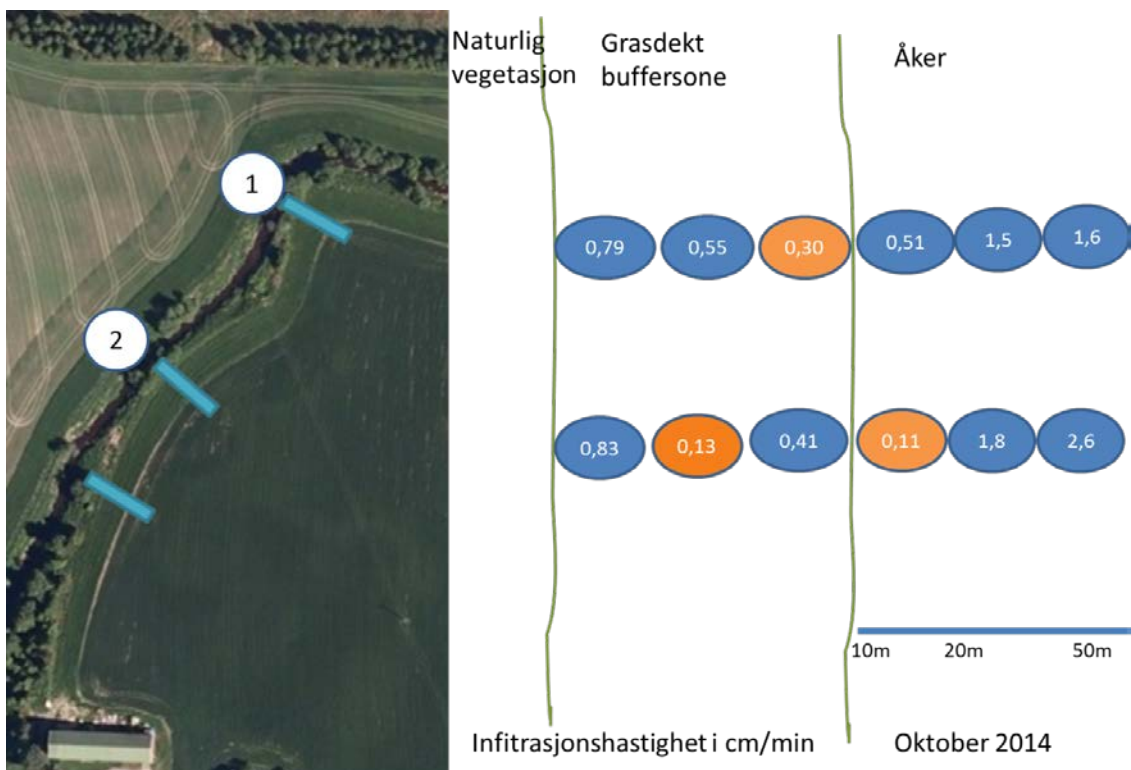 Naturlig
vegetasjon
Grasdekt
buffersone
Åker
1
2
0,79 0,55 0,30 0,51 1,5 1,6
0,83 0,13 0,41 0,11 1,8 2,6
10m 20m 50m
Infitrasjonshastighet i cm/min
Oktober 2014